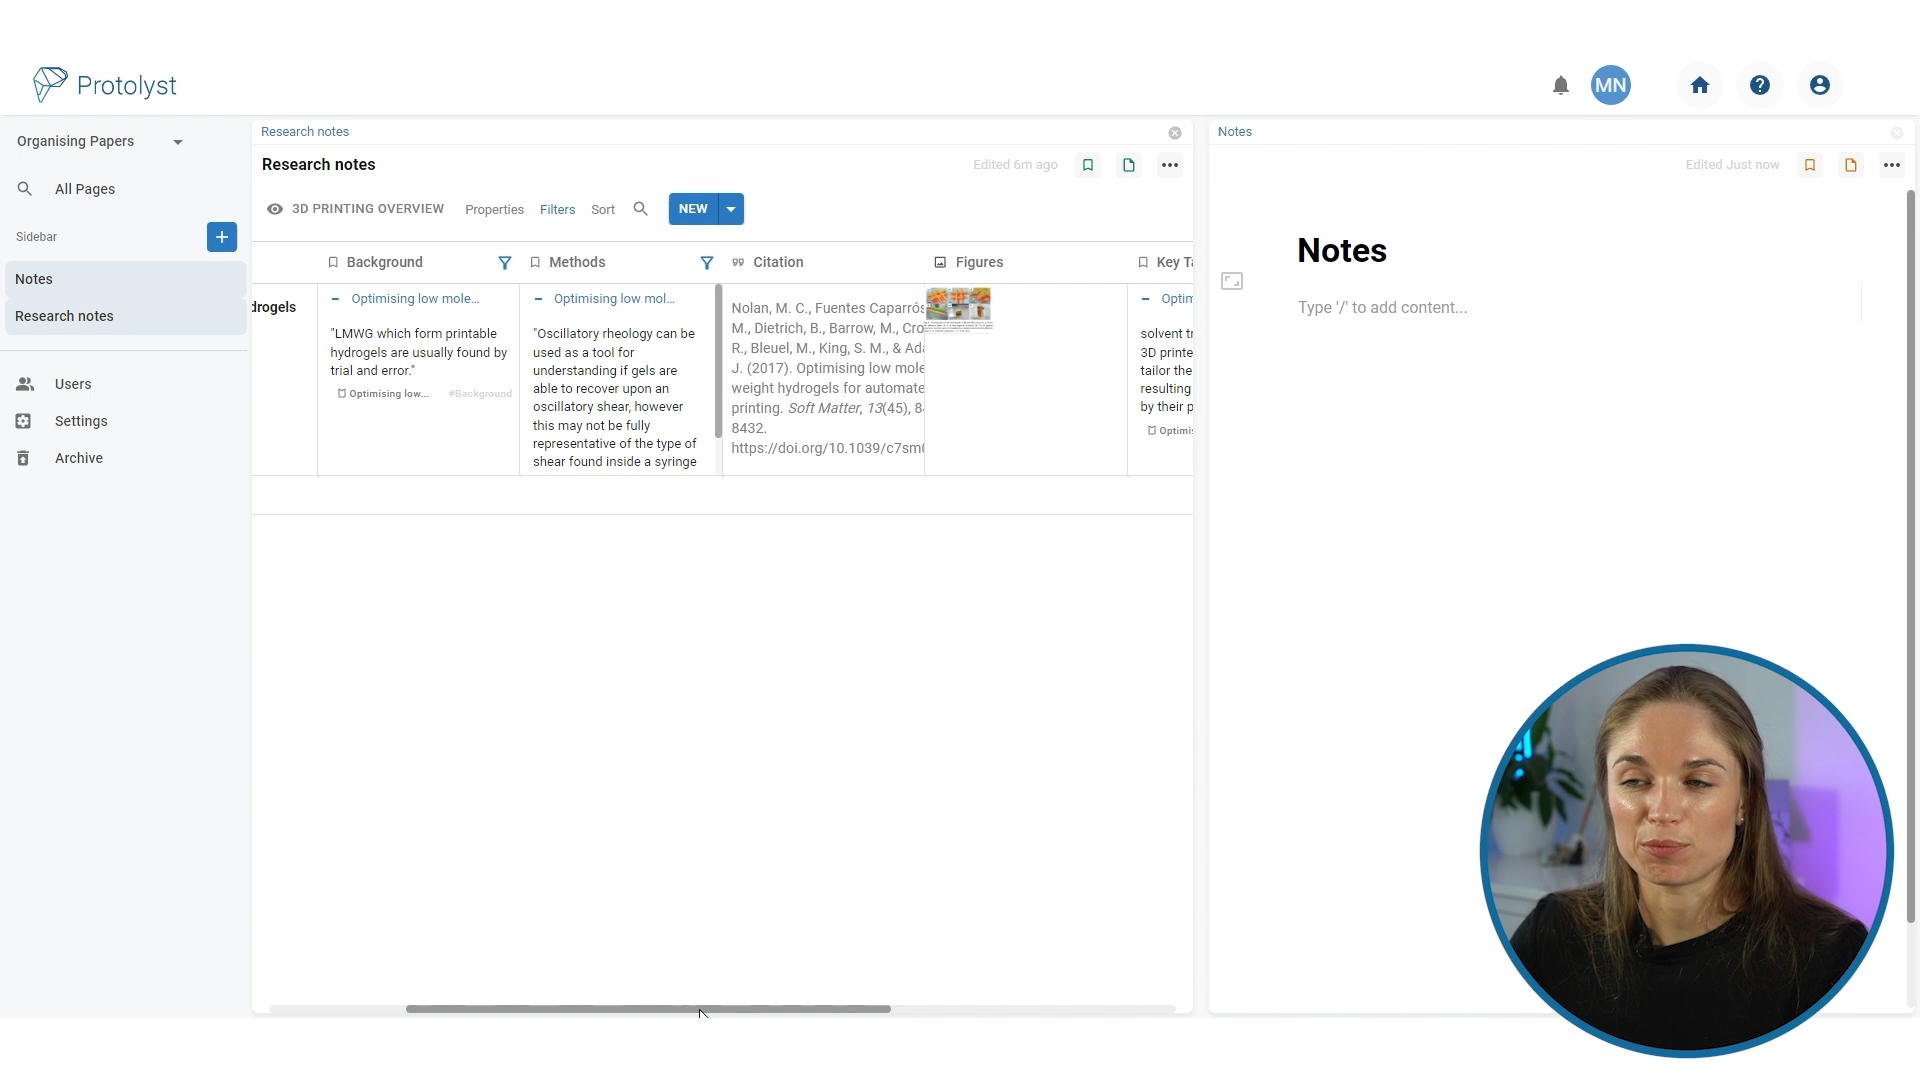 Protolyst
MN
Organising Papers
All Pages
Sidebar
Notes
Research notes
Users
Settings
Archive
Research notes
Research notes
Edited 6m ago
3D PRINTING OVERVIEW
Properties
Filters
Sort
NEW
Background
Methods
Citation
Figures
Key Ta
drogels
Optimising low mole...
"LMWG which form printable
hydrogels are usually found by
trial and error."
Optimising low...
#Background
Optimising low mol...
"Oscillatory rheology can be
used as a tool for
understanding if gels are
able to recover upon an
oscillatory shear, however
this may not be fully
representative of the type of
shear found inside a syringe
Nolan, M. C., Fuentes Caparrós
M., Dietrich, B., Barrow, M., Cro
R., Bleuel, M., King, S. M., & Ada
J. (2017). Optimising low mole
weight hydrogels for automate
printing. Soft Matter, 13(45), 8
8432.
https://doi.org/10.1039/c7sm
Optim
solvent tr
3D printe
tailor the
resulting
by their p
Optimis
Notes
Edited Just now
Notes
Type '/' to add content...